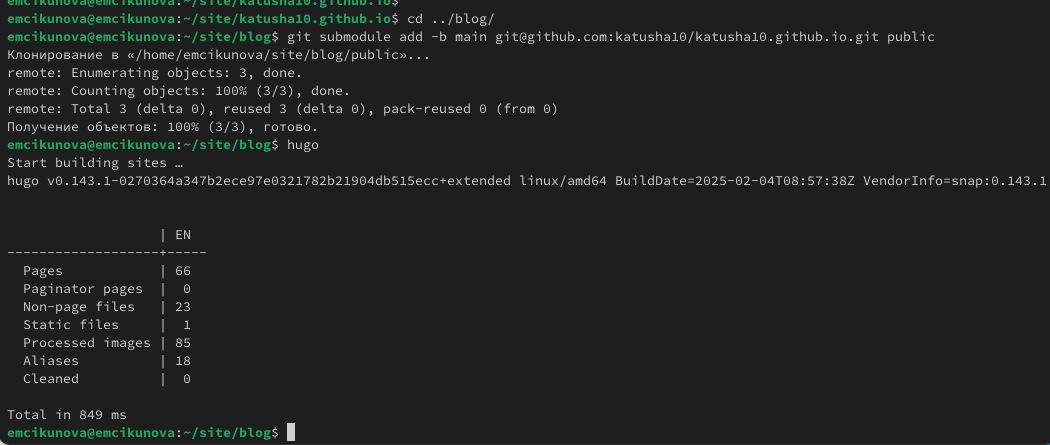 emcikunova@emcikunova:~/site/katusha10.github.io$
emcikunova@emcikunova:~/site/katusha10.github.io$ cd ../blog/
emcikunova@emcikunova:~/site/blog$ git submodule add -b main git@github.com:katusha10/katusha10.github.io.git public
Клонирование в «/home/emcikunova/site/blog/public»...
remote: Enumerating objects: 3, done.
remote: Counting objects: 100% (3/3), done.
remote: Total 3 (delta 0), reused 3 (delta 0), pack-reused 0 (from 0)
Получение объектов: 100% (3/3), готово.
emcikunova@emcikunova:~/site/blog$ hugo
Start building sites …
hugo v0.143.1-0270364a347b2ece97e0321782b21904db515ecc+extended linux/amd64 BuildDate=2025-02-04T08:57:38Z VendorInfo=snap:0.143.1
                   | EN
-------------------+-----
  Pages            | 66
  Paginator pages  |  0
  Non-page files   | 23
  Static files     |  1
  Processed images | 85
  Aliases          | 18
  Cleaned          |  0
Total in 849 ms
emcikunova@emcikunova:~/site/blog$